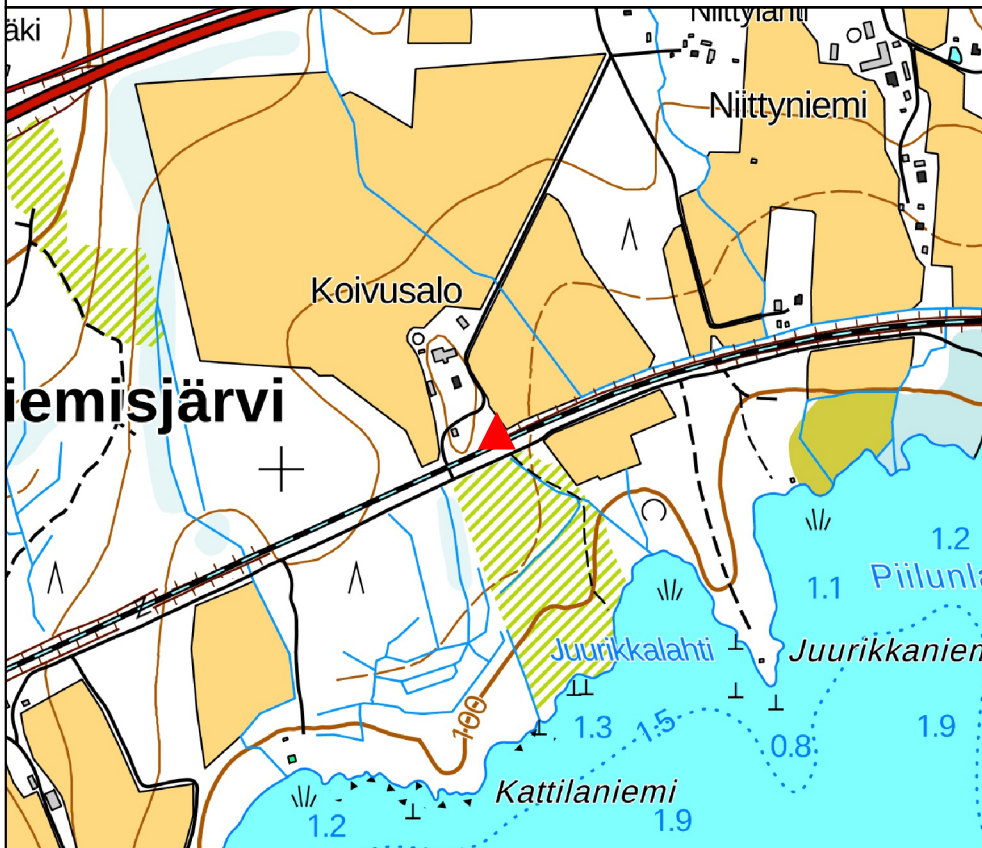 Niittylahti
äki
Niittyniemi
Koivusalo
iemisjärvi
1.2
1.1
Piilunla
Juurikkalahti
Juurikkaniem
100
1.3
1.5
0.8
1.9
Kattilaniemi
1.2
1.9